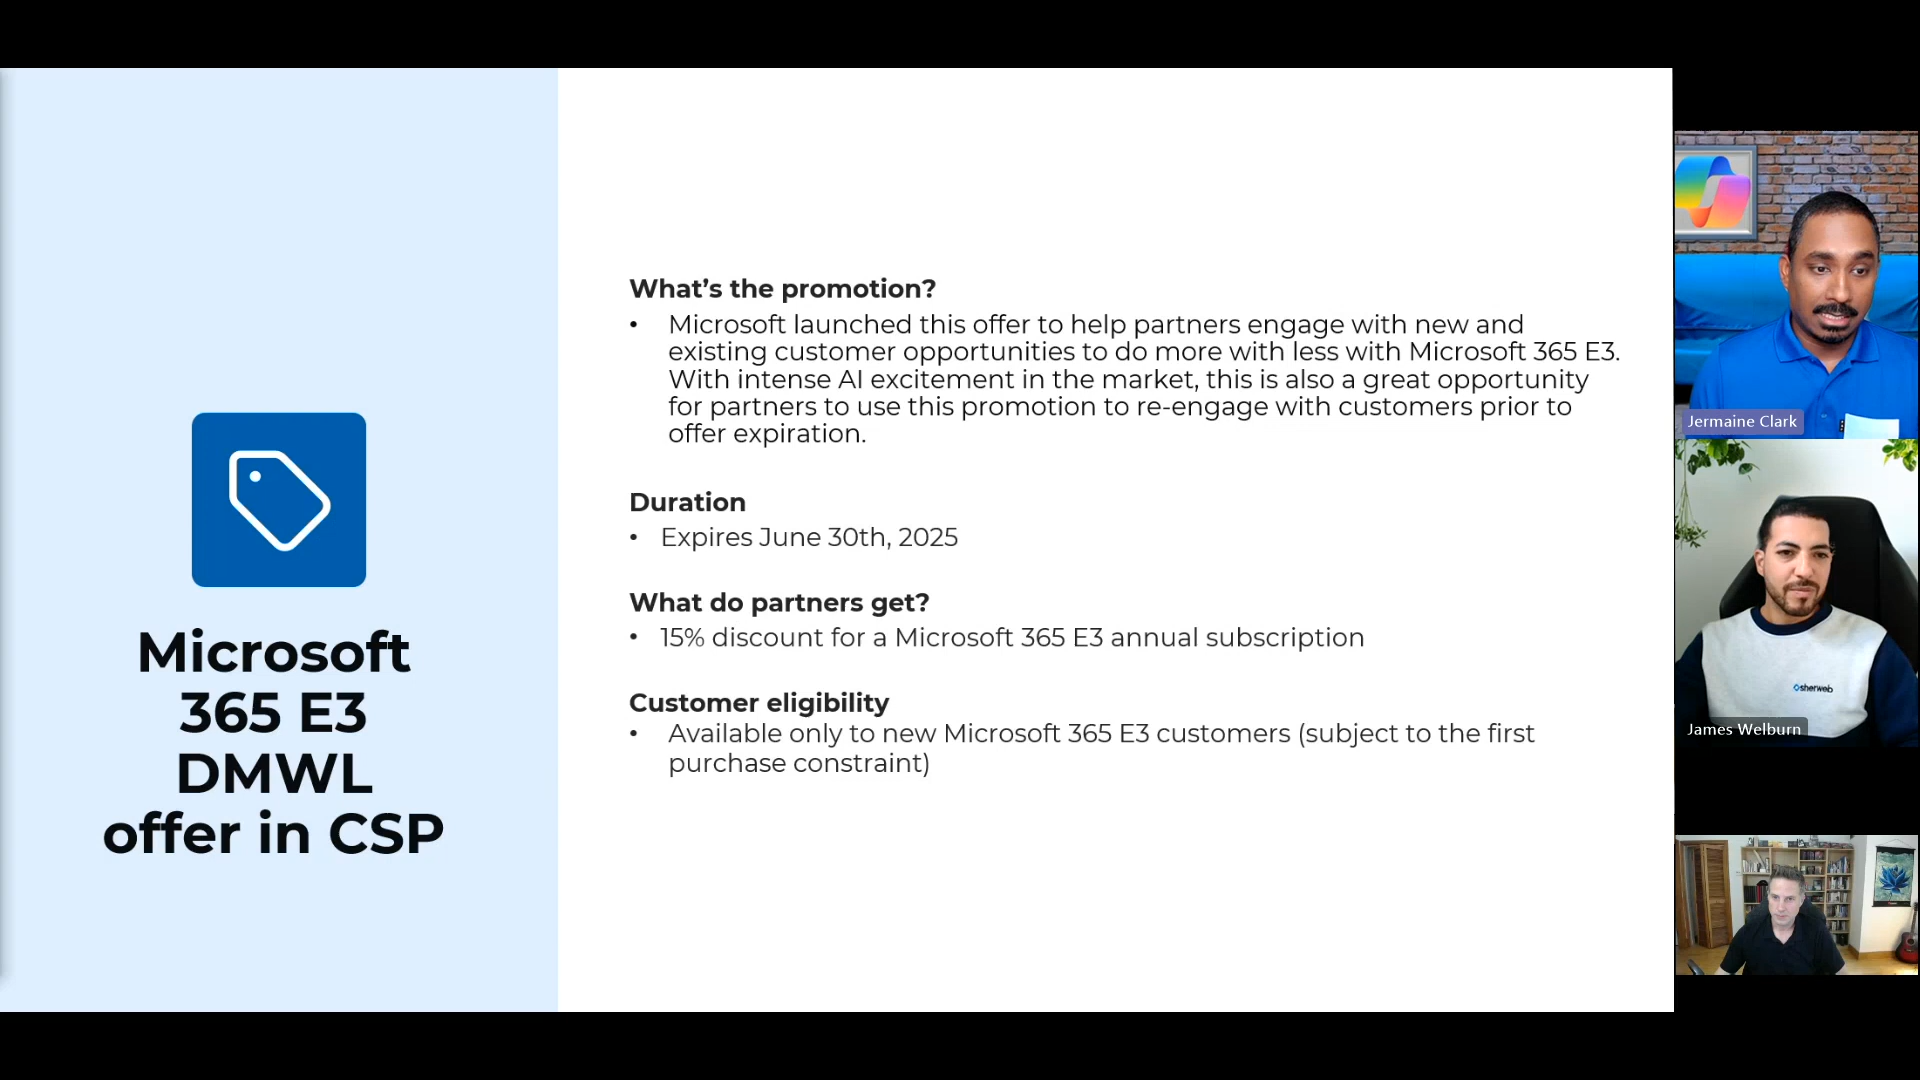 Microsoft
365 E3
DMWL
offer in CSP
What’s the promotion?
• Microsoft launched this offer to help partners engage with new and
existing customer opportunities to do more with less with Microsoft 365 E3.
With intense AI excitement in the market, this is also a great opportunity
for partners to use this promotion to re-engage with customers prior to
offer expiration.
Duration
• Expires June 30th, 2025
What do partners get?
• 15% discount for a Microsoft 365 E3 annual subscription
Customer eligibility
• Available only to new Microsoft 365 E3 customers (subject to the first
purchase constraint)
Jermaine Clark
sherweb
James Welburn